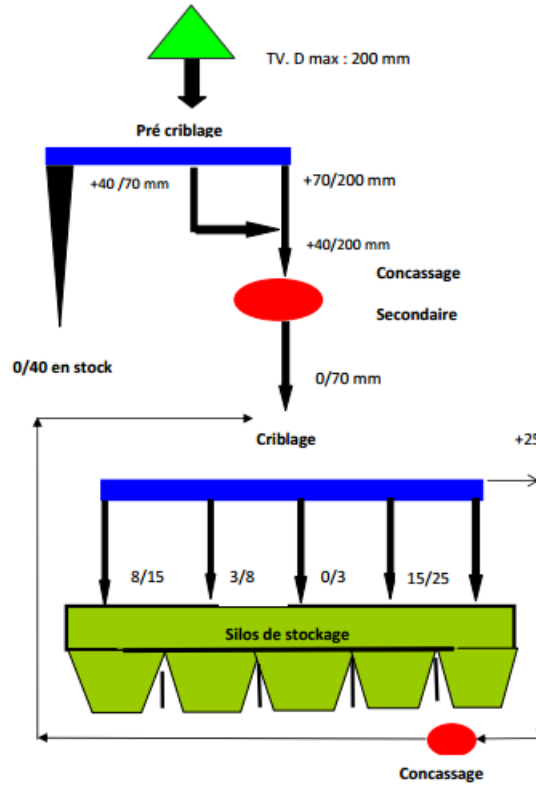 TV. D max : 200 mm
Pré criblage
+40 /70 mm
+70/200 mm
+40/200 mm
Concassage
Secondaire
0/40 en stock
0/70 mm
Criblage
+25
8/15
3/8
0/3
15/25
Silos de stockage
Concassage